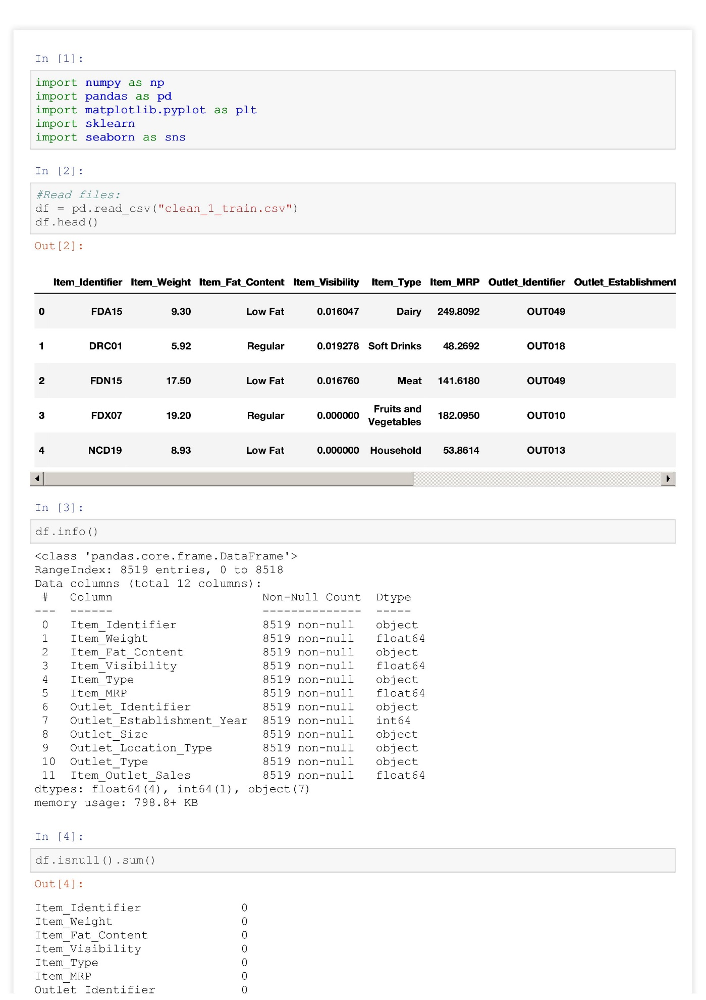 In [1]:
import numpy as np
import pandas as pd
import matplotlib.pyplot as plt
import sklearn
import seaborn as sns
In [2]:
#Read files:
df = pd.read_csv("clean_1_train.csv")
df.head()
Out[2]:
Item_Identifier Item_Weight Item_Fat_Content Item_Visibility Item_Type Item_MRP Outlet_Identifier Outlet_Establishment
0 FDA15 9.30 Low Fat 0.016047 Dairy 249.8092 OUT049
1 DRC01 5.92 Regular 0.019278 Soft Drinks 48.2692 OUT018
2 FDN15 17.50 Low Fat 0.016760 Meat 141.6180 OUT049
3 FDX07 19.20 Regular 0.000000 Fruits and Vegetables 182.0950 OUT010
4 NCD19 8.93 Low Fat 0.000000 Household 53.8614 OUT013
In [3]:
df.info()
<class 'pandas.core.frame.DataFrame'>
RangeIndex: 8519 entries, 0 to 8518
Data columns (total 12 columns):
# Column Non-Null Count Dtype
--- ------ -------------- -----
0 Item_Identifier 8519 non-null object
1 Item_Weight 8519 non-null float64
2 Item_Fat_Content 8519 non-null object
3 Item_Visibility 8519 non-null float64
4 Item_Type 8519 non-null object
5 Item_MRP 8519 non-null float64
6 Outlet_Identifier 8519 non-null object
7 Outlet_Establishment_Year 8519 non-null int64
8 Outlet_Size 8519 non-null object
9 Outlet_Location_Type 8519 non-null object
10 Outlet_Type 8519 non-null object
11 Item_Outlet_Sales 8519 non-null float64
dtypes: float64(4), int64(1), object(7)
memory usage: 798.8+ KB
In [4]:
df.isnull().sum()
Out[4]:
Item_Identifier 0
Item_Weight 0
Item_Fat_Content 0
Item_Visibility 0
Item_Type 0
Item_MRP 0
Outlet_Identifier 0